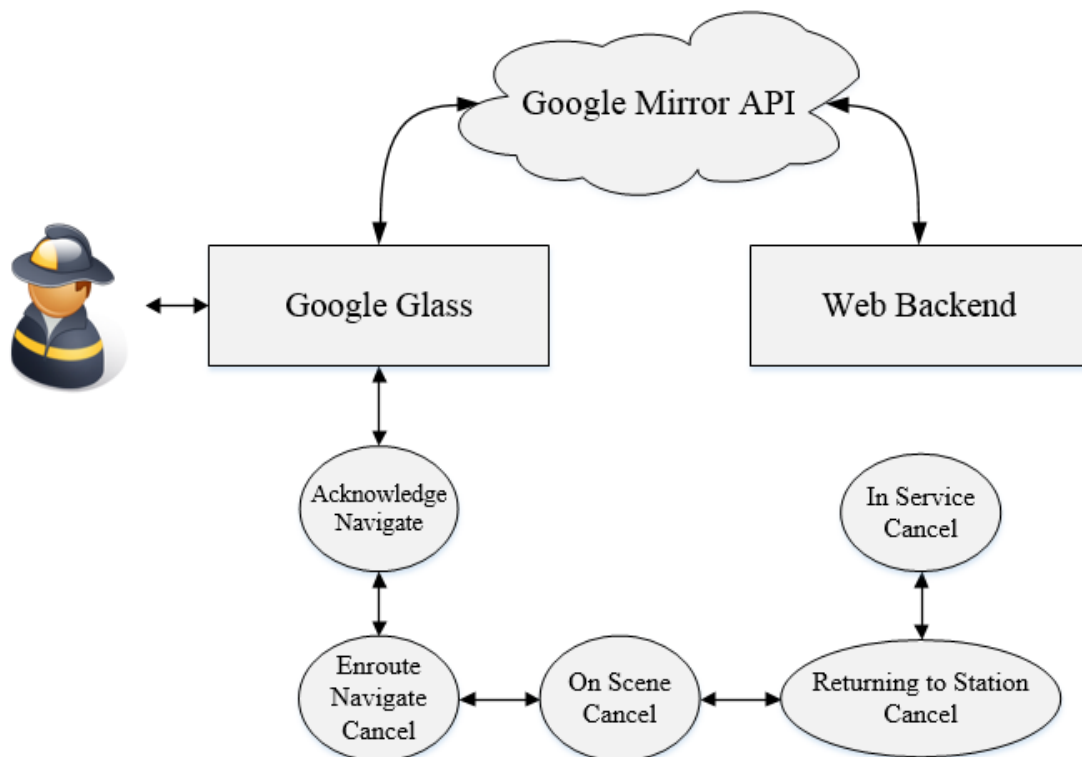 Google Mirror API
Google Glass
Web Backend
Acknowledge
Navigate
In Service
Cancel
Enroute
Navigate
Cancel
On Scene
Cancel
Returning to Station
Cancel